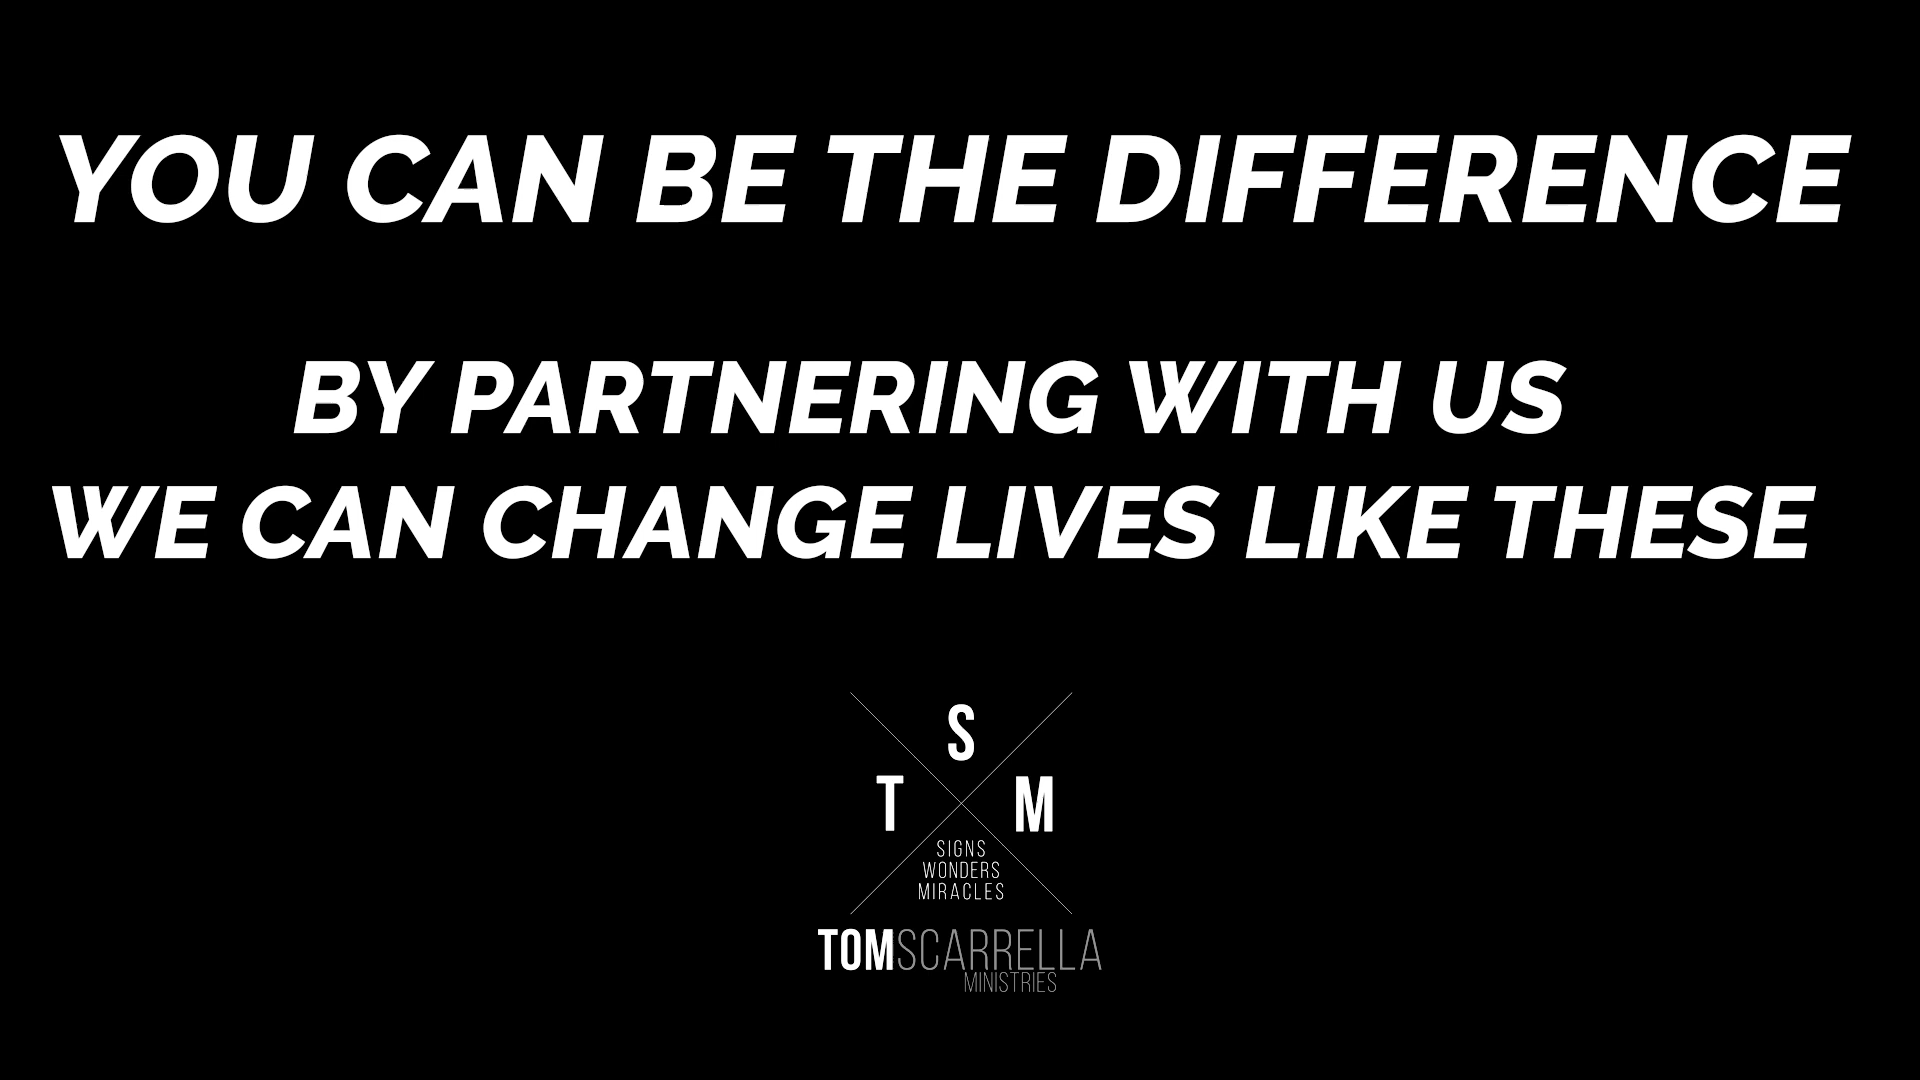 YOU CAN BE THE DIFFERENCE
BY PARTNERING WITH US
WE CAN CHANGE LIVES LIKE THESE
S
T M
SIGNS
WONDERS
MIRACLES
TOMSCARRELLA
MINISTRIES